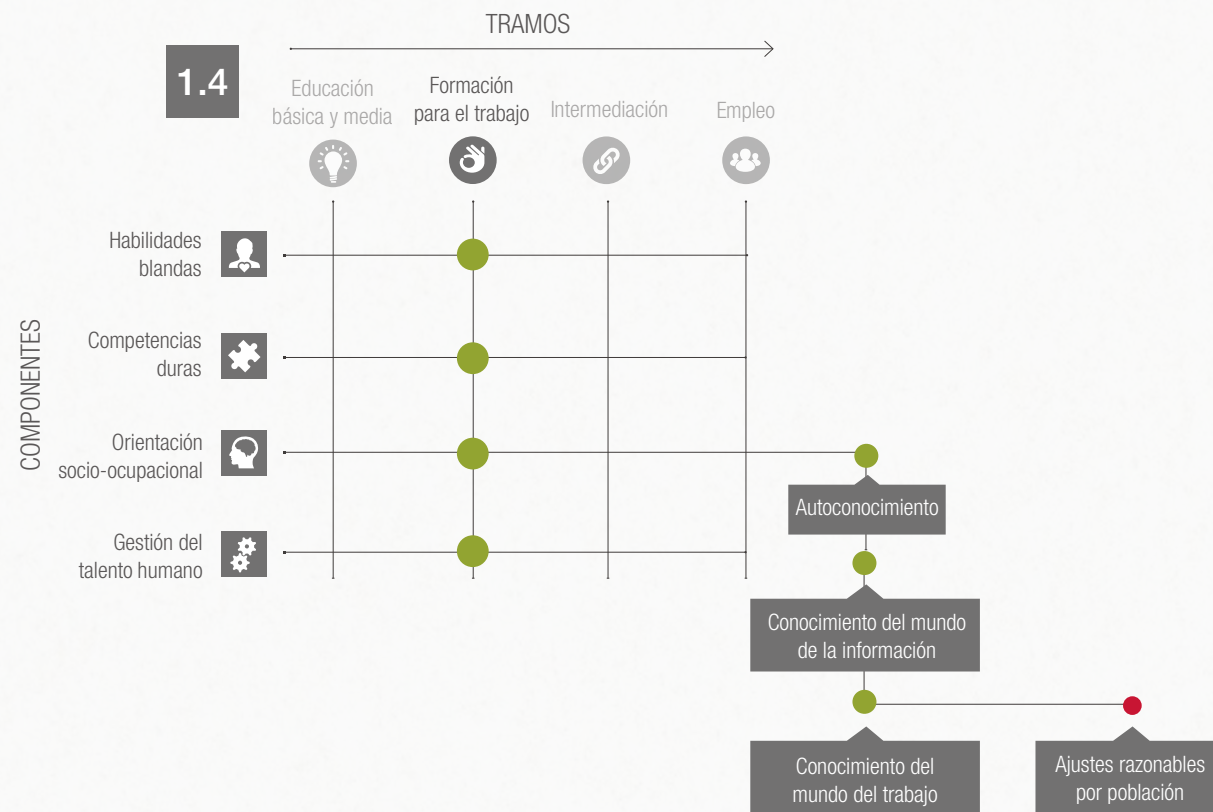 TRAMOS
1.4
Educación
básica y media
Formación
para el trabajo
Intermediación
Empleo
COMPONENTES
Habilidades
blandas
Competencias
duras
Orientación
socio-ocupacional
Gestión del
talento humano
Autoconocimiento
Conocimiento del mundo
de la información
Conocimiento del
mundo del trabajo
Ajustes razonables
por población